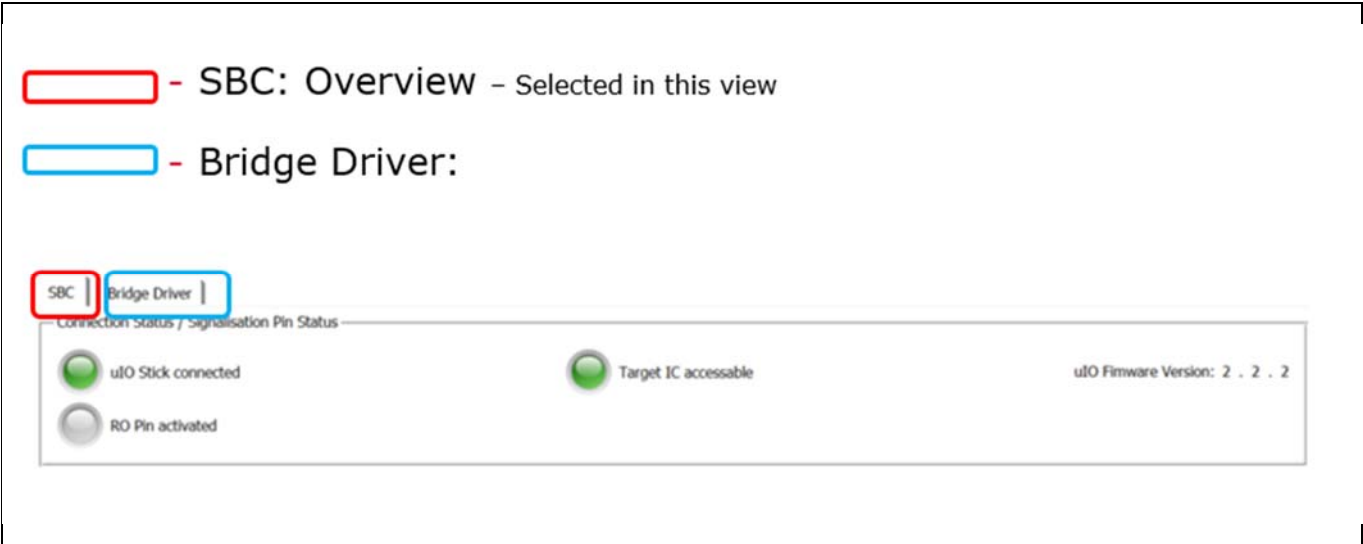 - SBC: Overview – Selected in this view
- Bridge Driver:
SBC Bridge Driver
Connection Status / Signalisation Pin Status
uIO Stick connected Target IC accessable uIO Fimware Version: 2 . 2 . 2
RO Pin activated